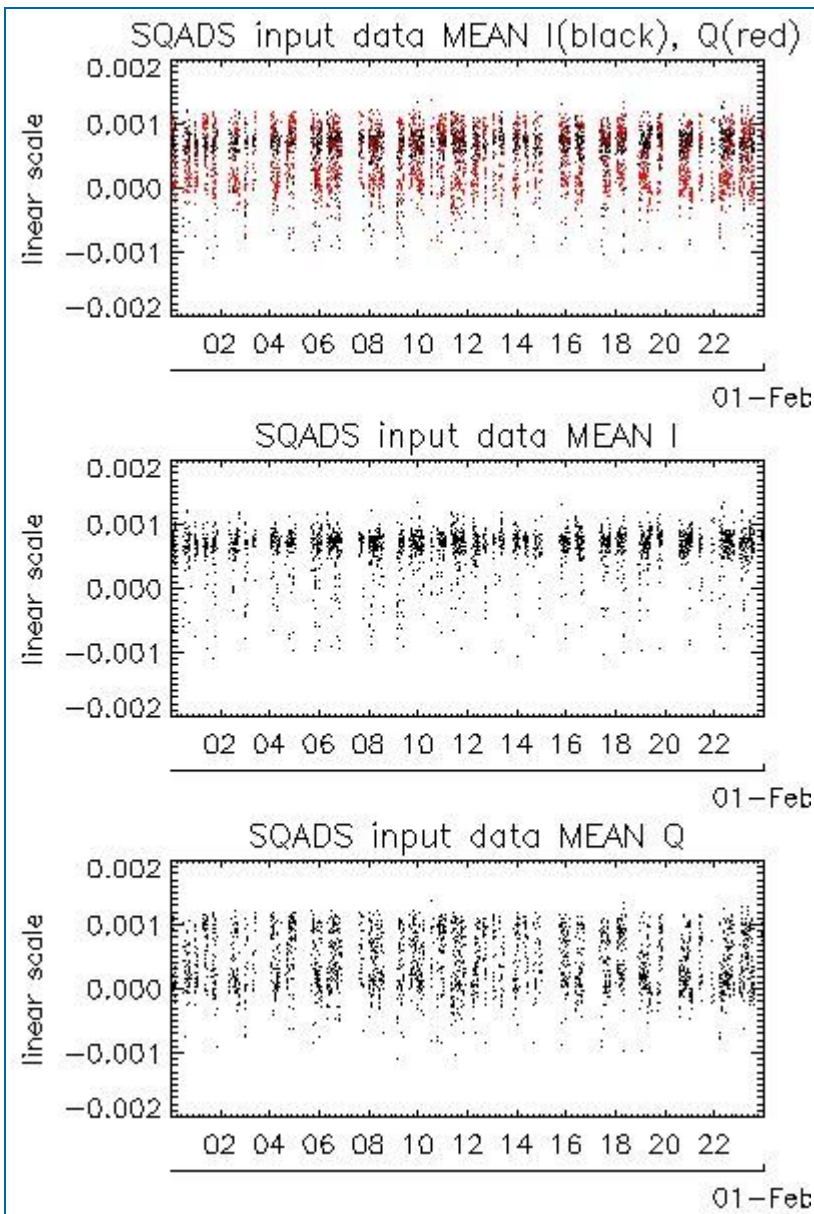 SQADS input data MEAN I(black), Q(red)
0.002
0.001
0.000
-0.001
-0.002
linear scale
02 04 06 08 10 12 14 16 18 20 22
01-Feb
SQADS input data MEAN I
0.002
0.001
0.000
-0.001
-0.002
linear scale
02 04 06 08 10 12 14 16 18 20 22
01-Feb
SQADS input data MEAN Q
0.002
0.001
0.000
-0.001
-0.002
linear scale
02 04 06 08 10 12 14 16 18 20 22
01-Feb